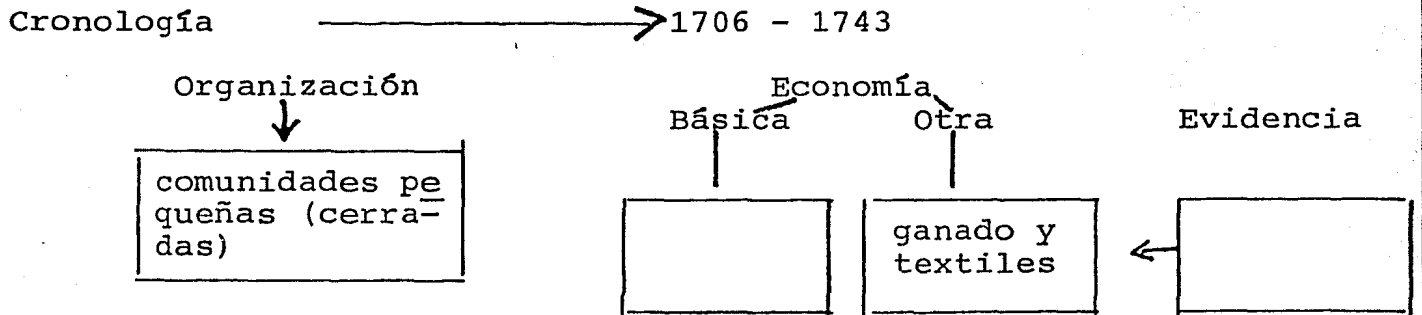 Cronología 1706 - 1743
Organización
Economía
Básica Otra Evidencia
comunidades pe
queñas (cerra-
das)
ganado y
textiles